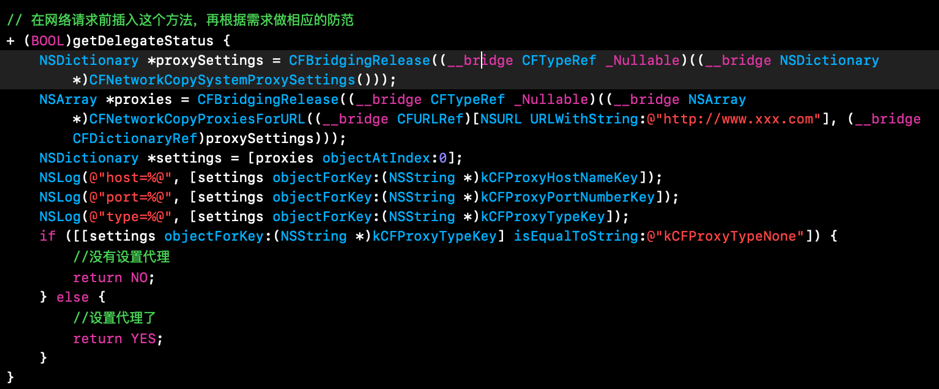 // 在网络请求前插入这个方法，再根据需求做相应的防范
+ (BOOL)getDelegateStatus {
    NSDictionary *proxySettings = CFBridgingRelease((__bridge CFTypeRef _Nullable)((__bridge NSDictionary
        *)CFNetworkCopySystemProxySettings()));
    NSArray *proxies = CFBridgingRelease((__bridge CFTypeRef _Nullable)((__bridge NSArray
        *)CFNetworkCopyProxiesForURL((__bridge CFURLRef)[NSURL URLWithString:@"http://www.xxx.com"], (__bridge
        CFDictionaryRef)proxySettings)));
    NSDictionary *settings = [proxies objectAtIndex:0];
    NSLog(@"host=%@", [settings objectForKey:(NSString *)kCFProxyHostNameKey]);
    NSLog(@"port=%@", [settings objectForKey:(NSString *)kCFProxyPortNumberKey]);
    NSLog(@"type=%@", [settings objectForKey:(NSString *)kCFProxyTypeKey]);
    if ([[settings objectForKey:(NSString *)kCFProxyTypeKey] isEqualToString:@"kCFProxyTypeNone"]) {
        //没有设置代理
        return NO;
    } else {
        //设置代理了
        return YES;
    }
}